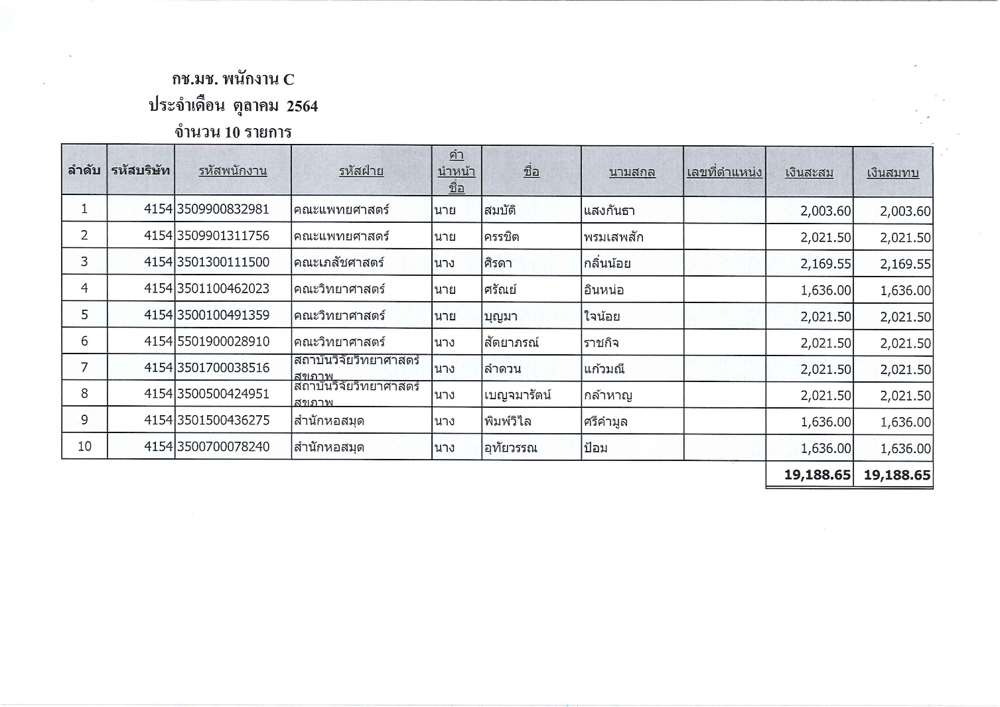 กช.มช. พนักงาน C
ประจำเดือน ตุลาคม 2564
จำนวน 10 รายการ
ลำดับ รหัสบริษัท รหัสพนักงาน รหัสฝ่าย คำนำหน้าชื่อ ชื่อ นามสกุล เลขที่ตำแหน่ง เงินสะสม เงินสมทบ
1 4154 3509900832981 คณะแพทยศาสตร์ นาย สมบัติ แสงกันธา 2,003.60 2,003.60
2 4154 3509901311756 คณะแพทยศาสตร์ นาย ครรชิต พรมเสพสัก 2,021.50 2,021.50
3 4154 3501300111500 คณะเภสัชศาสตร์ นาง ศิรดา กลิ่นน้อย 2,169.55 2,169.55
4 4154 3501100462023 คณะวิทยาศาสตร์ นาย ศรัณย์ อินหน่อ 1,636.00 1,636.00
5 4154 3500100491359 คณะวิทยาศาสตร์ นาย บุญมา ใจน้อย 2,021.50 2,021.50
6 4154 5501900028910 คณะวิทยาศาสตร์ นาง สัตยาภรณ์ ราชกิจ 2,021.50 2,021.50
7 4154 3501700038516 สถาบันวิจัยวิทยาศาสตร์สุขภาพ นาง ลำดวน แก้วมณี 2,021.50 2,021.50
8 4154 3500500424951 สถาบันวิจัยวิทยาศาสตร์สุขภาพ นาง เบญจมารัตน์ กล้าหาญ 2,021.50 2,021.50
9 4154 3501500436275 สำนักหอสมุด นาง พิมพ์วิไล ศรีคำมูล 1,636.00 1,636.00
10 4154 3500700078240 สำนักหอสมุด นาง อุทัยวรรณ ป้อม 1,636.00 1,636.00
19,188.65 19,188.65